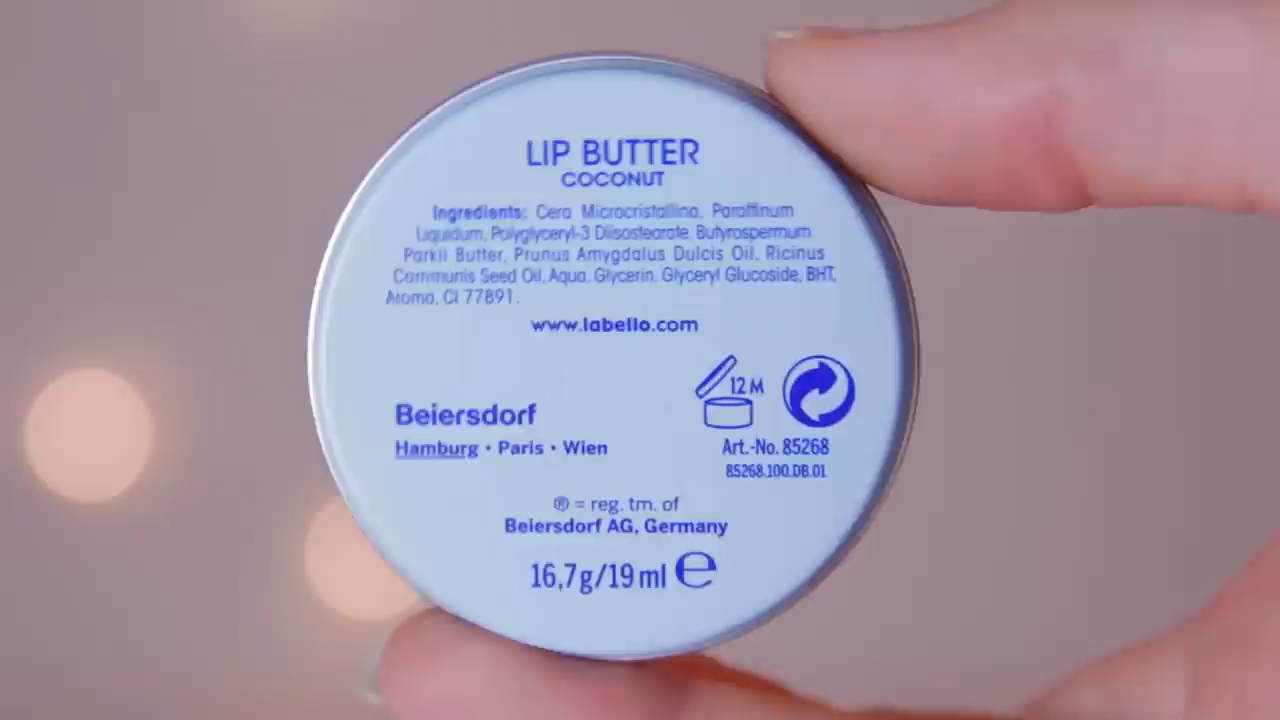 LIP BUTTER
COCONUT
Ingredients: Cera Microcristallina, Paraffinum
Liquidum, Polyglyceryl-3 Diisostearate, Butyrospermum
Parkii Butter, Prunus Amygdalus Dulcis Oil, Ricinus
Communis Seed Oil, Aqua, Glycerin, Glyceryl Glucoside, BHT,
Aroma, CI 77891.
www.labello.com
12 M
Beiersdorf
Hamburg · Paris · Wien
Art.-No. 85268
85268.100.DB.01
® = reg. tm. of
Beiersdorf AG, Germany
16,7g/19 ml ℮